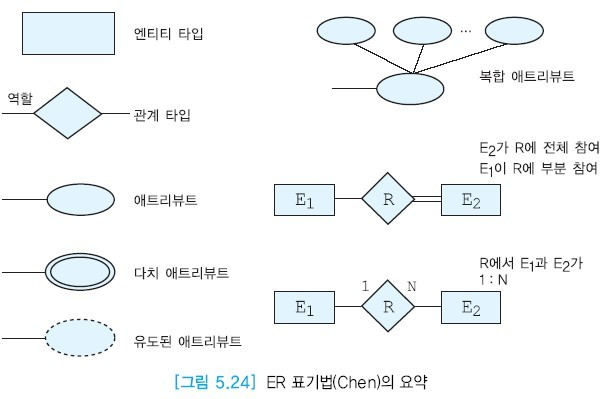 엔티티 타입
역할
관계 타입
애트리뷰트
다치 애트리뷰트
유도된 애트리뷰트
...
복합 애트리뷰트
E2가 R에 전체 참여
E1이 R에 부분 참여
E1 R E2
R에서 E1과 E2가
1 : N
1 N
E1 R E2
[그림 5.24] ER 표기법(Chen)의 요약